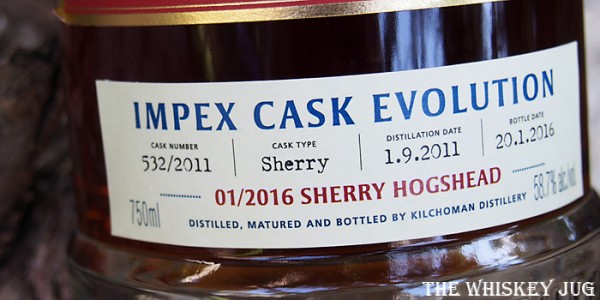 IMPEX CASK EVOLUTION
CASK NUMBER
532/2011
CASK TYPE
Sherry
DISTILLATION DATE
1.9.2011
BOTTLE DATE
20.1.2016
01/2016 SHERRY HOGSHEAD
750ml
58.7% alc/vol.
DISTILLED, MATURED AND BOTTLED BY KILCHOMAN DISTILLERY
THE WHISKEY JUG